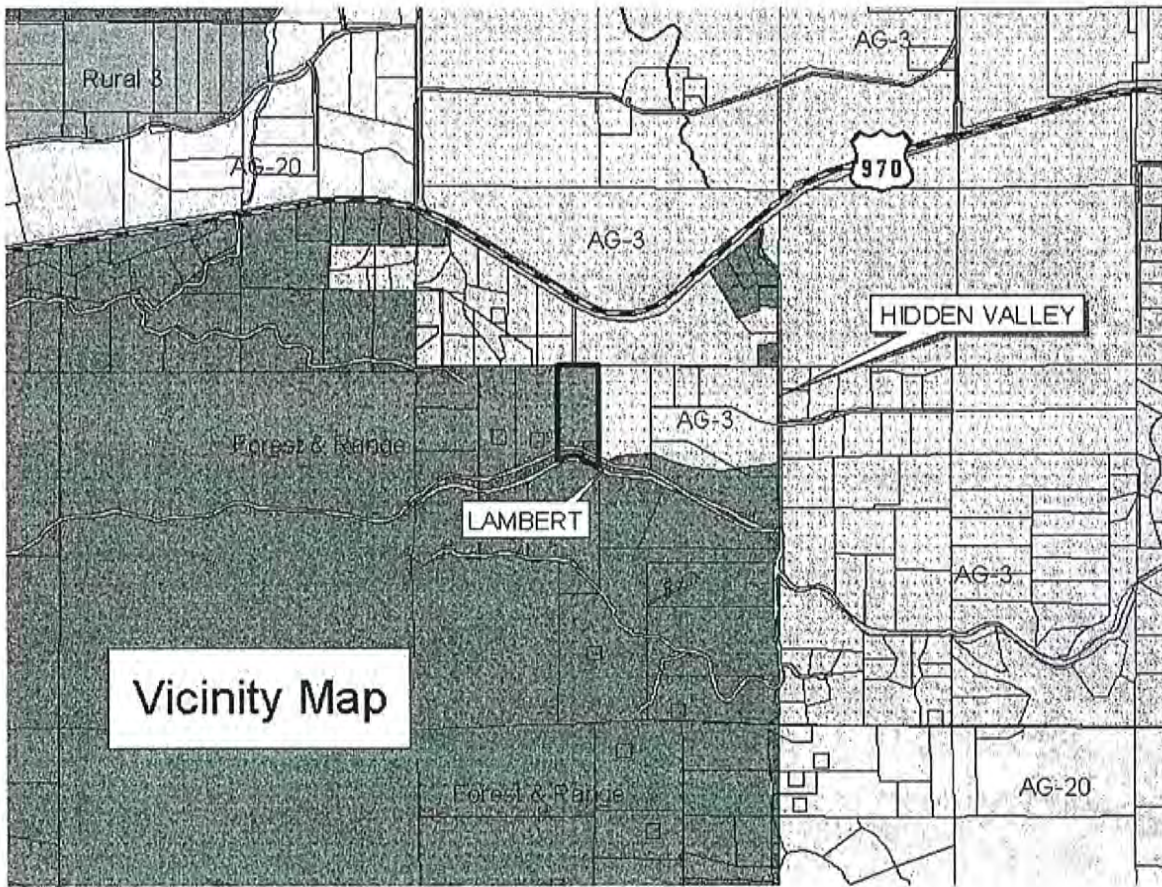 AG-3
Rural 3
970
AG-20
AG-3
HIDDEN VALLEY
AG-3
Forest & Range
LAMBERT
AG-3
Vicinity Map
Forest & Range
AG-20